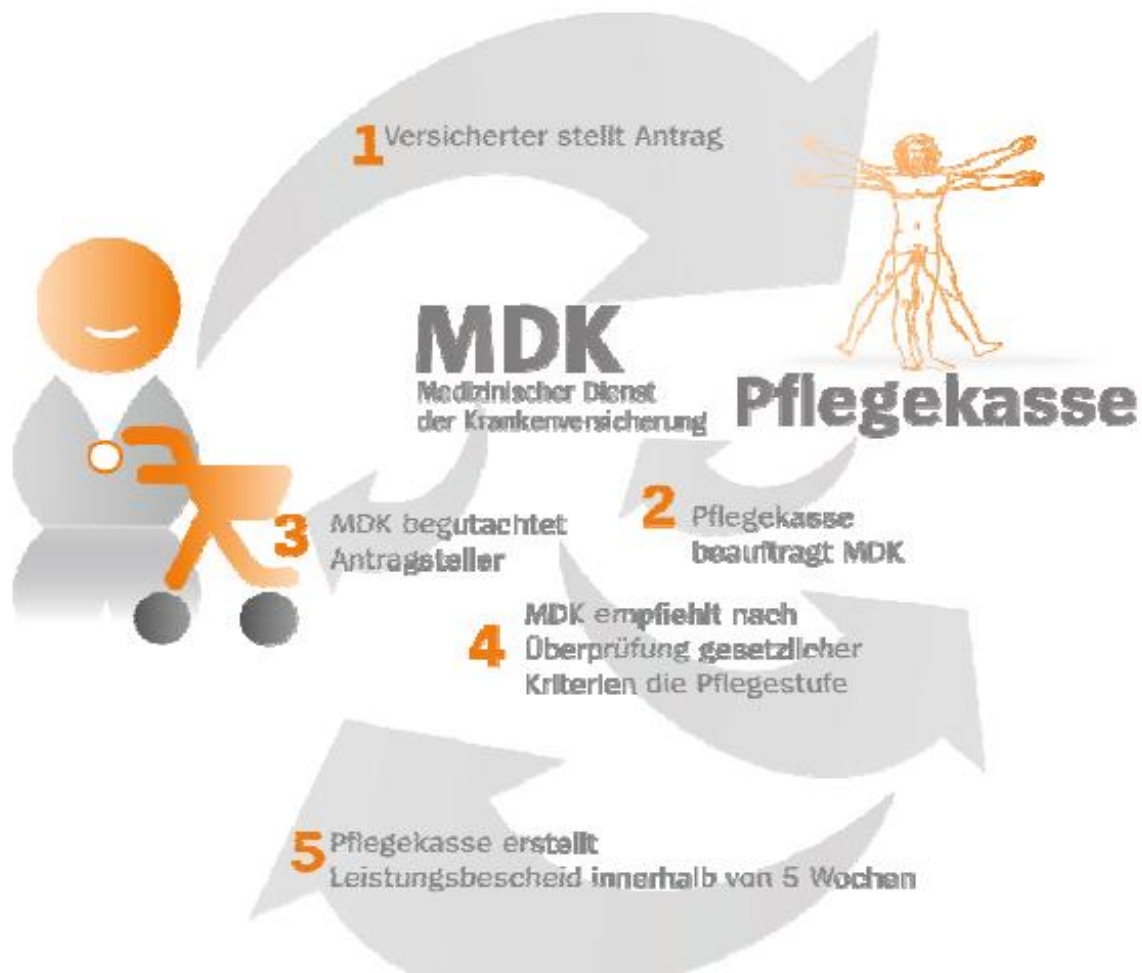 1 Versicherter stellt Antrag
MDK
Medizinischer Dienst
der Krankenversicherung
Pflegekasse
2 Pflegekasse
beauftragt MDK
3 MDK begutachtet
Antragsteller
4 MDK empfiehlt nach
Überprüfung gesetzlicher
Kriterien die Pflegestufe
5 Pflegekasse erstellt
Leistungsbescheid innerhalb von 5 Wochen